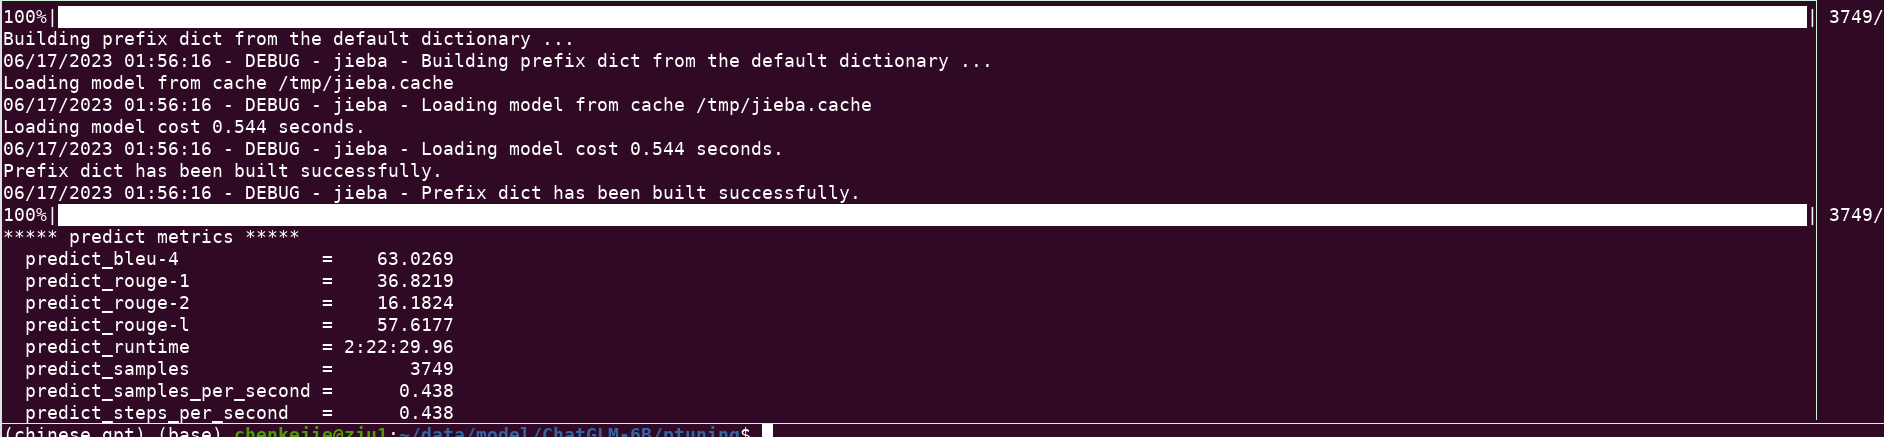 100%| | 3749/
Building prefix dict from the default dictionary ...
06/17/2023 01:56:16 - DEBUG - jieba - Building prefix dict from the default dictionary ...
Loading model from cache /tmp/jieba.cache
06/17/2023 01:56:16 - DEBUG - jieba - Loading model from cache /tmp/jieba.cache
Loading model cost 0.544 seconds.
06/17/2023 01:56:16 - DEBUG - jieba - Loading model cost 0.544 seconds.
Prefix dict has been built successfully.
06/17/2023 01:56:16 - DEBUG - jieba - Prefix dict has been built successfully.
100%| | 3749/
***** predict metrics *****
predict_bleu-4 = 63.0269
predict_rouge-1 = 36.8219
predict_rouge-2 = 16.1824
predict_rouge-l = 57.6177
predict_runtime = 2:22:29.96
predict_samples = 3749
predict_samples_per_second = 0.438
predict_steps_per_second = 0.438
(chinese_gpt) (base) chenkejie@zju1:~/data/model/ChatGLM-6B/ptuning$